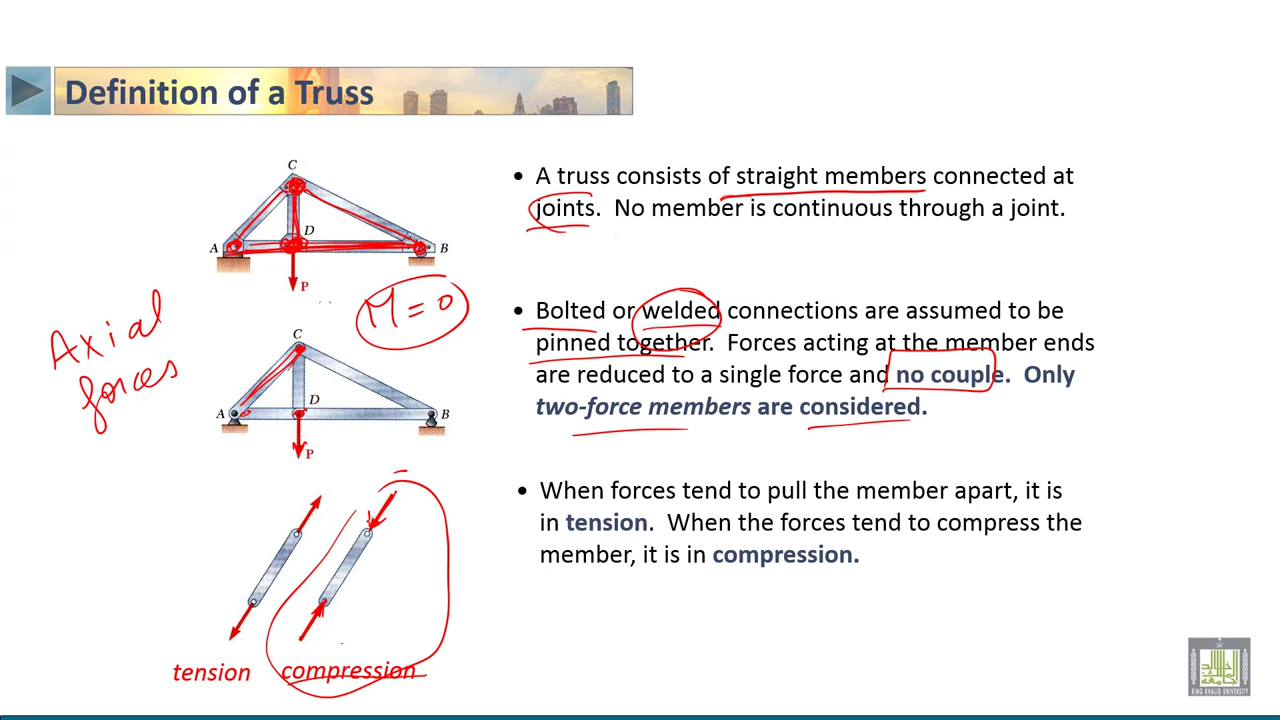 Definition of a Truss
C
A
D
B
P
• A truss consists of straight members connected at
joints. No member is continuous through a joint.
M = 0
Axial
forces
C
A
D
B
P
• Bolted or welded connections are assumed to be
pinned together. Forces acting at the member ends
are reduced to a single force and no couple. Only
two-force members are considered.
tension
compression
• When forces tend to pull the member apart, it is
in tension. When the forces tend to compress the
member, it is in compression.
KING KHALID UNIVERSITY